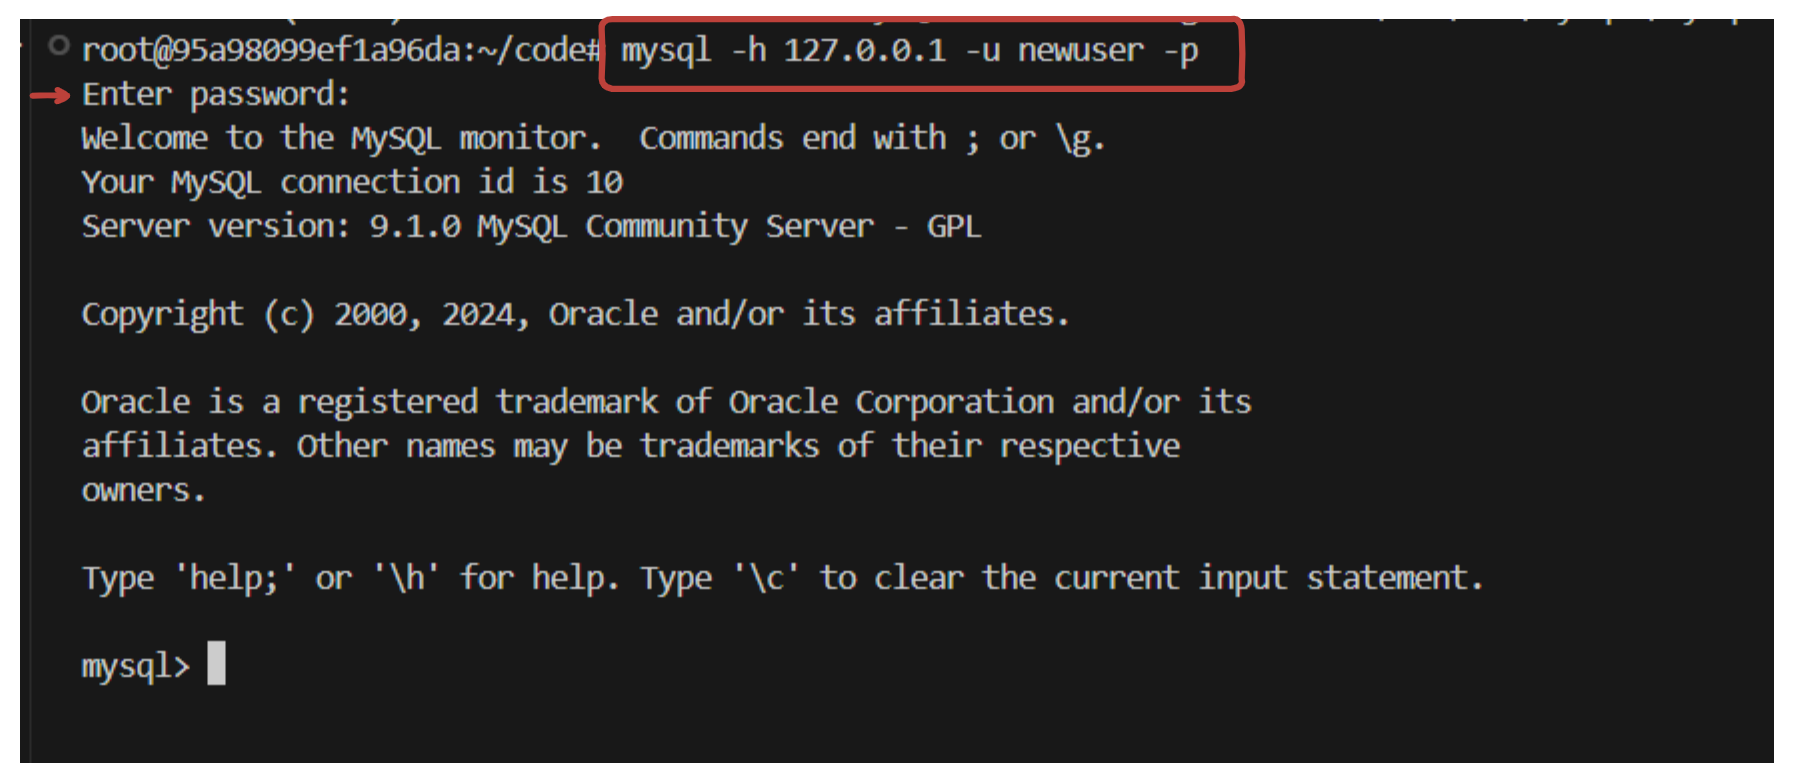 root@95a98099ef1a96da:~/code# mysql -h 127.0.0.1 -u newuser -p
Enter password:
Welcome to the MySQL monitor.  Commands end with ; or \g.
Your MySQL connection id is 10
Server version: 9.1.0 MySQL Community Server - GPL
Copyright (c) 2000, 2024, Oracle and/or its affiliates.
Oracle is a registered trademark of Oracle Corporation and/or its
affiliates. Other names may be trademarks of their respective
owners.
Type 'help;' or '\h' for help. Type '\c' to clear the current input statement.
mysql>